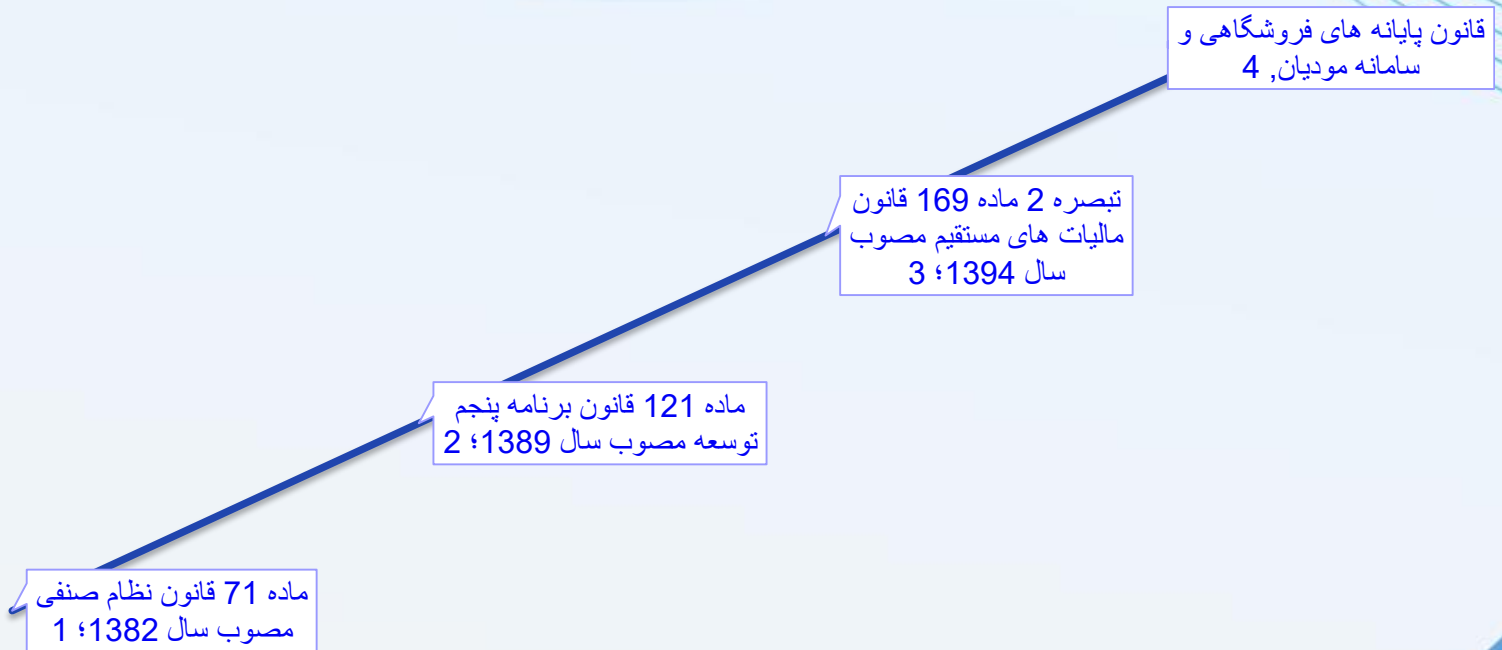 قانون پایانه های فروشگاهی و
سامانه مودیان, 4
تبصره 2 ماده 169 قانون
مالیات های مستقیم مصوب
سال 1394؛ 3
ماده 121 قانون برنامه پنجم
توسعه مصوب سال 1389؛ 2
ماده 71 قانون نظام صنفی
مصوب سال 1382؛ 1